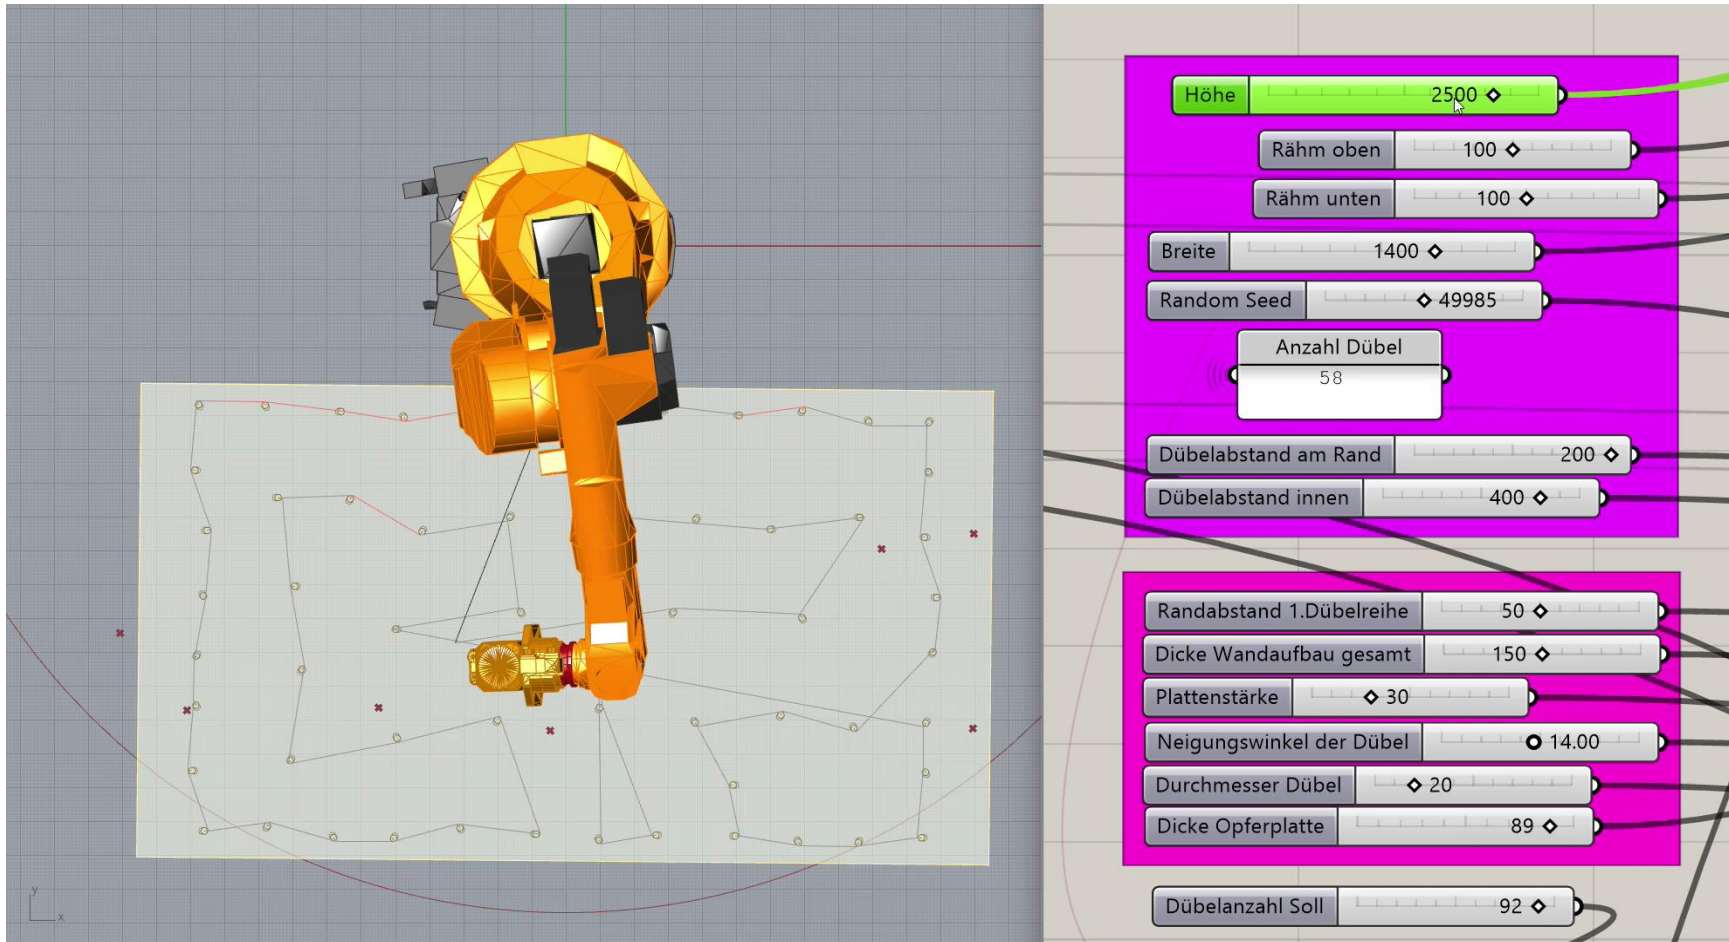 Höhe 2500
Rähm oben 100
Rähm unten 100
Breite 1400
Random Seed 49985
Anzahl Dübel
58
Dübelabstand am Rand 200
Dübelabstand innen 400
Randabstand 1.Dübelreihe 50
Dicke Wandaufbau gesamt 150
Plattenstärke 30
Neigungswinkel der Dübel 14.00
Durchmesser Dübel 20
Dicke Opferplatte 89
Dübelanzahl Soll 92
y
x